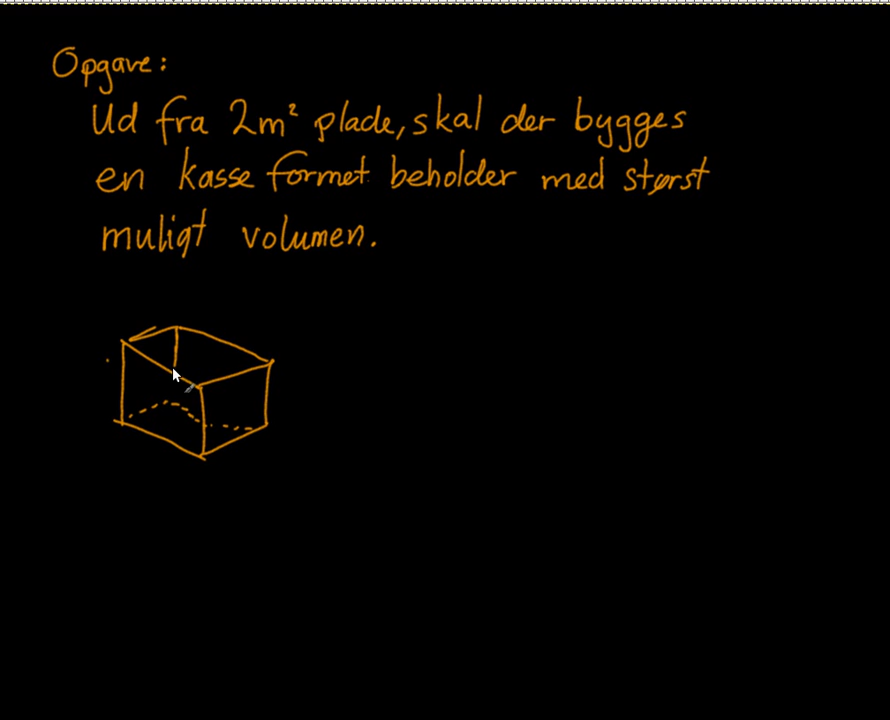 Opgave:
Ud fra 2m² plade, skal der bygges
en kasse formet beholder med størst
muligt volumen.